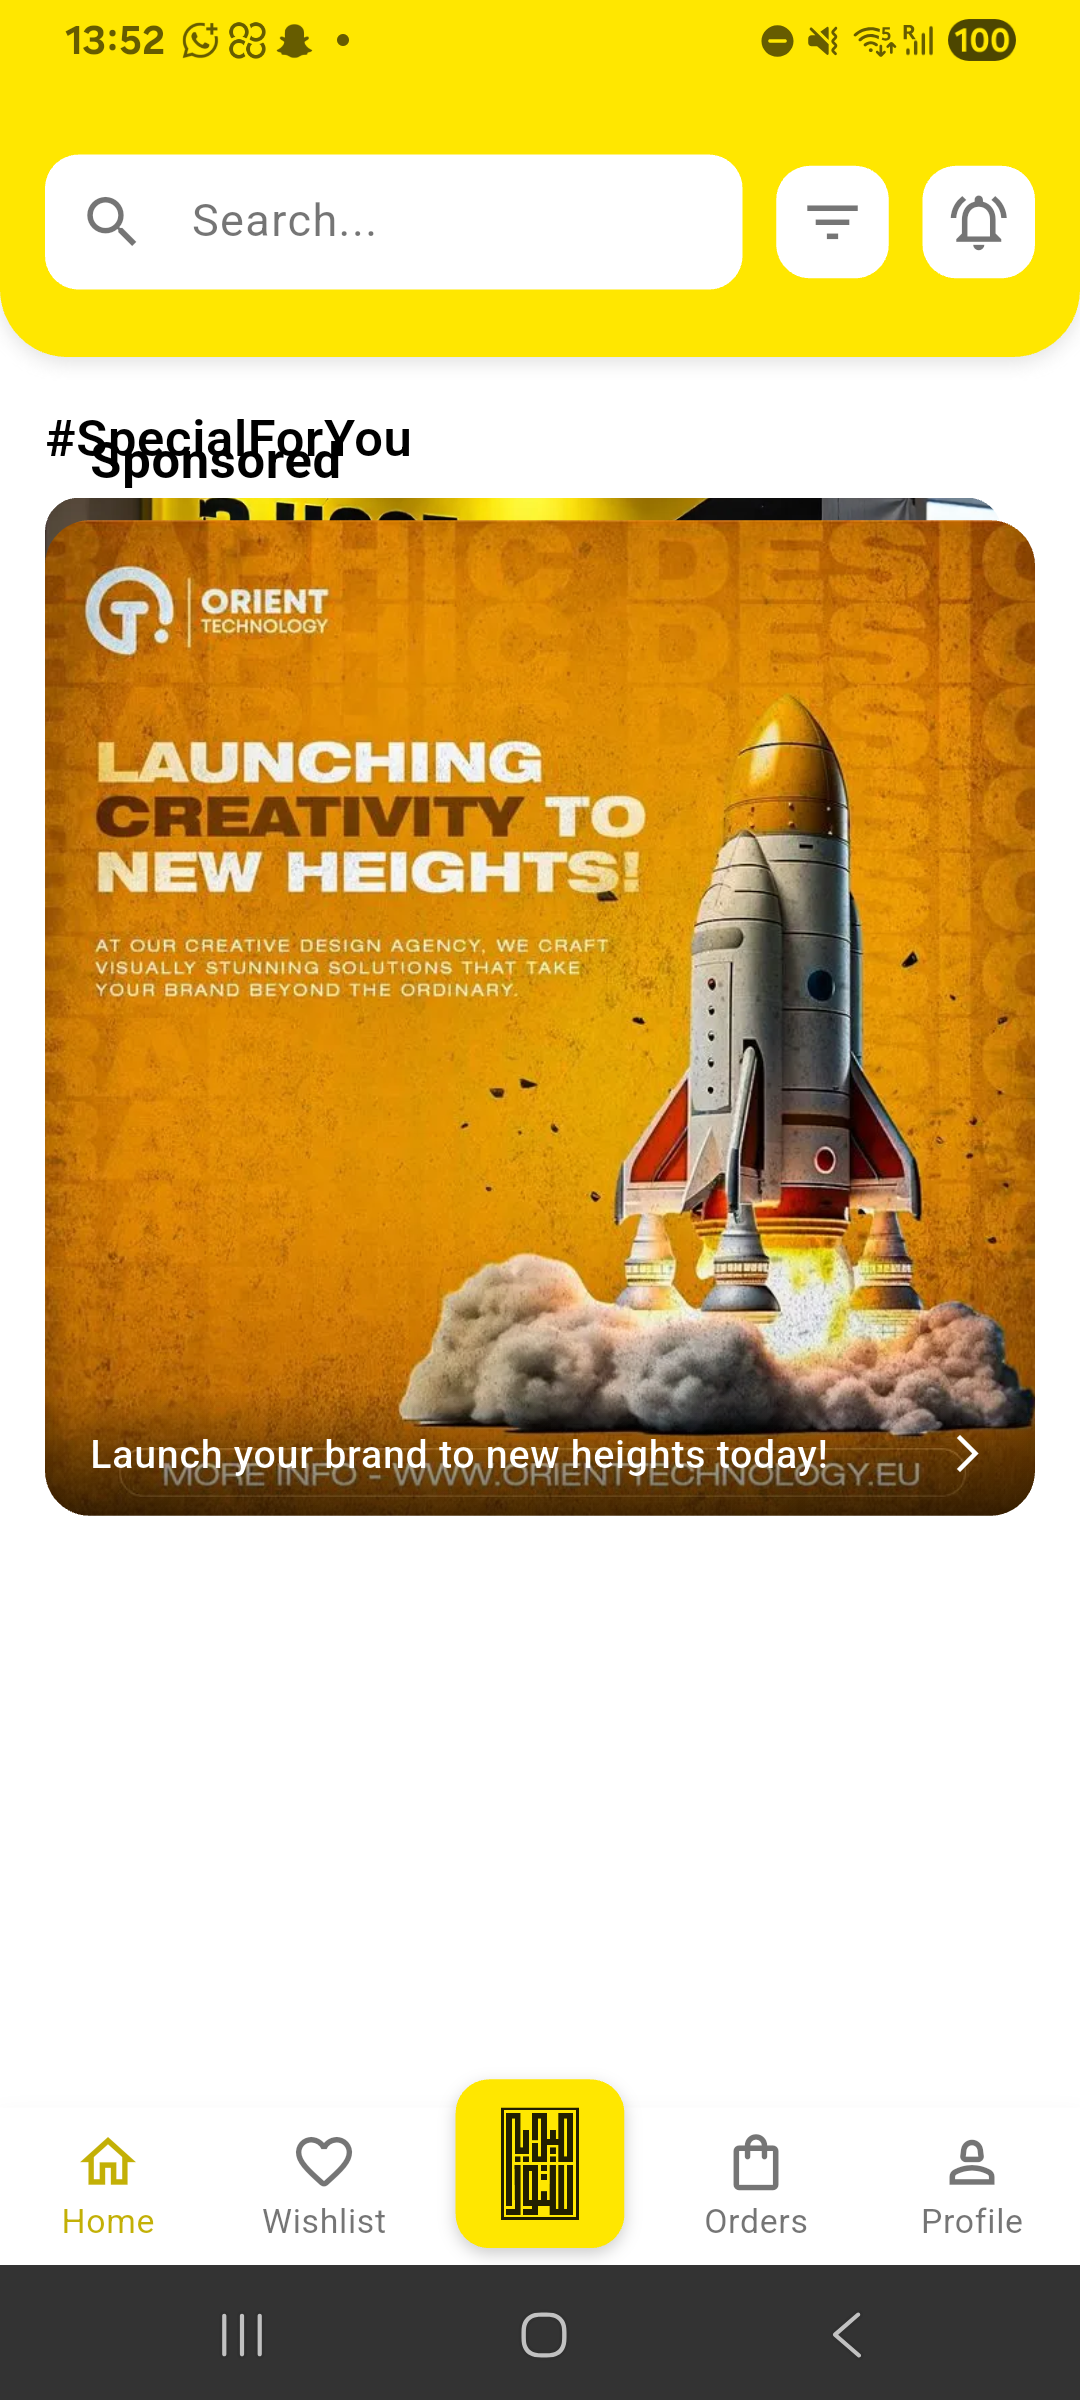 13:52
R
5
100
Search...
#SpecialForYou
Sponsored
ORIENT
TECHNOLOGY
LAUNCHING
CREATIVITY TO
NEW HEIGHTS!
AT OUR CREATIVE DESIGN AGENCY, WE CRAFT
VISUALLY STUNNING SOLUTIONS THAT TAKE
YOUR BRAND BEYOND THE ORDINARY.
Launch your brand to new heights today!
MORE INFO - WWW.ORIENTTECHNOLOGY.EU
Home
Wishlist
Orders
Profile